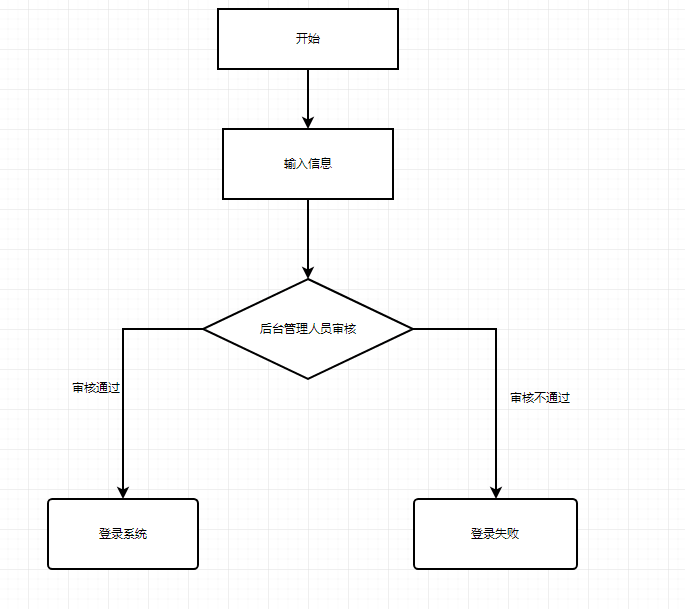 开始
输入信息
后台管理人员审核
审核通过
审核不通过
登录系统
登录失败